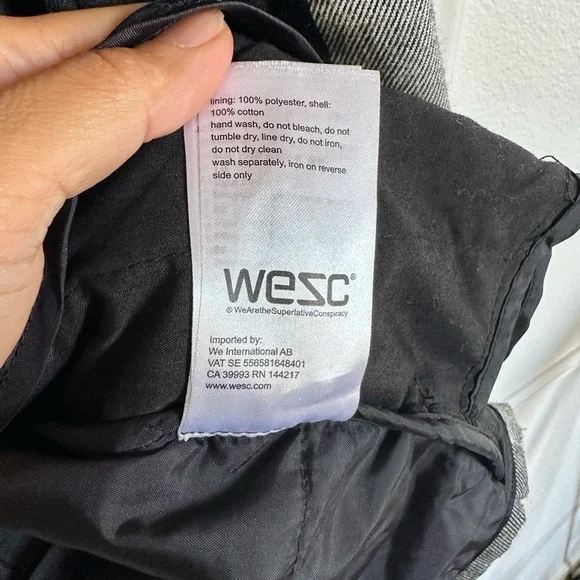 lining: 100% polyester, shell:
100% cotton
hand wash, do not bleach, do not
tumble dry, line dry, do not iron,
do not dry clean
wash separately, iron on reverse
side only
wesc®
® WeAretheSuperlativeConspiracy
Imported by:
We International AB
VAT SE 556581648401
CA 39993 RN 144217
www.wesc.com